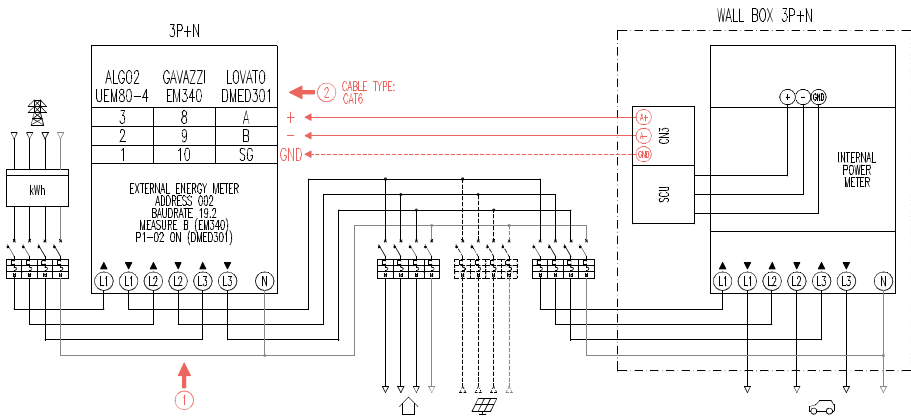 WALL BOX 3P+N
3P+N
ALGO2 GAVAZZI LOVATO
UEM80-4 EM340 DMED301
3 8 A
2 9 B
1 10 SG
2 CABLE TYPE:
CAT6
+
−
GND
A+
A−
GND
CN3
SCU
+ − GND
INTERNAL
POWER
METER
kWh
EXTERNAL ENERGY METER
ADDRESS 002
BAUDRATE 19.2
MEASURE B (EM340)
P1-02 ON (DMED301)
L1 L1 L2 L2 L3 L3 N
L1 L1 L2 L2 L3 L3 N
1